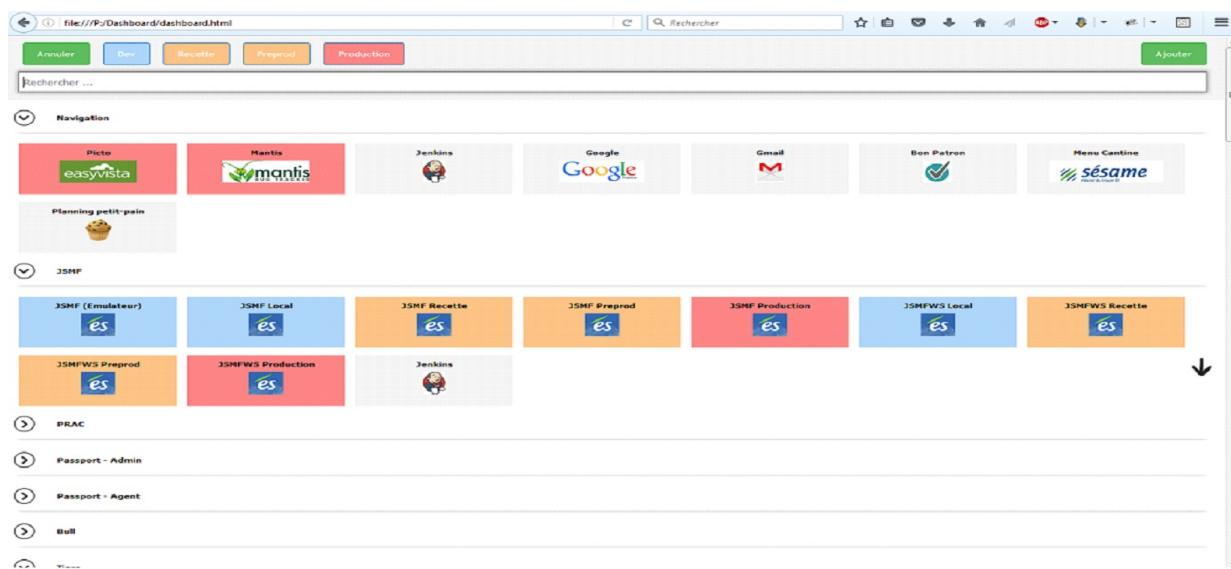 file:///P:/Dashboard/dashboard.html
Rechercher
Annuler Dev Recette Preprod Production Ajouter
Rechercher ...
Navigation
Picto Mantis Jenkins Google Gmail Bon Patron Menu Cantine
easyvista mantis BUG TRACKER Google sésame
Planning petit-pain
JSMF
JSMF (Emulateur) JSMF Local JSMF Recette JSMF Preprod JSMF Production JSMFWS Local JSMFWS Recette
és és és és és és és
JSMFWS Preprod JSMFWS Production Jenkins
és és
PRAC
Passport - Admin
Passport - Agent
Bull